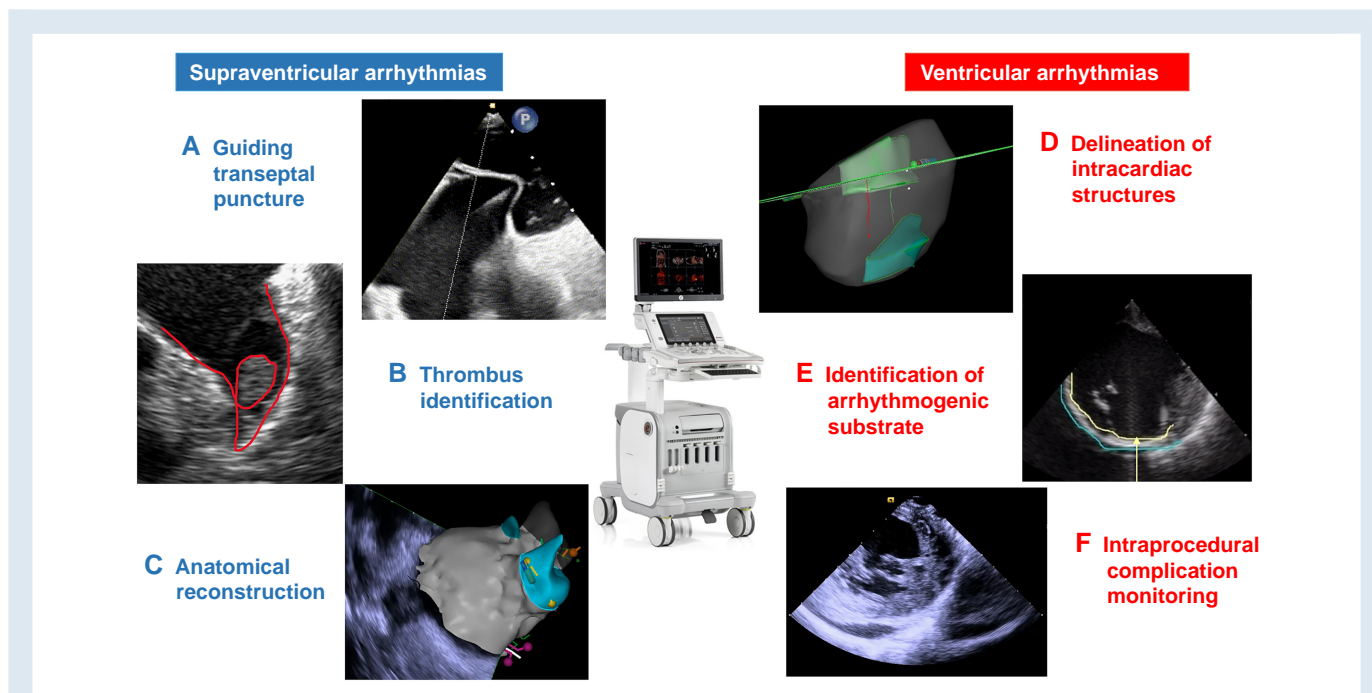 Supraventricular arrhythmias
Ventricular arrhythmias
A Guiding
transeptal
puncture
P
B Thrombus
identification
C Anatomical
reconstruction
D Delineation of
intracardiac
structures
E Identification of
arrhythmogenic
substrate
F Intraprocedural
complication
monitoring